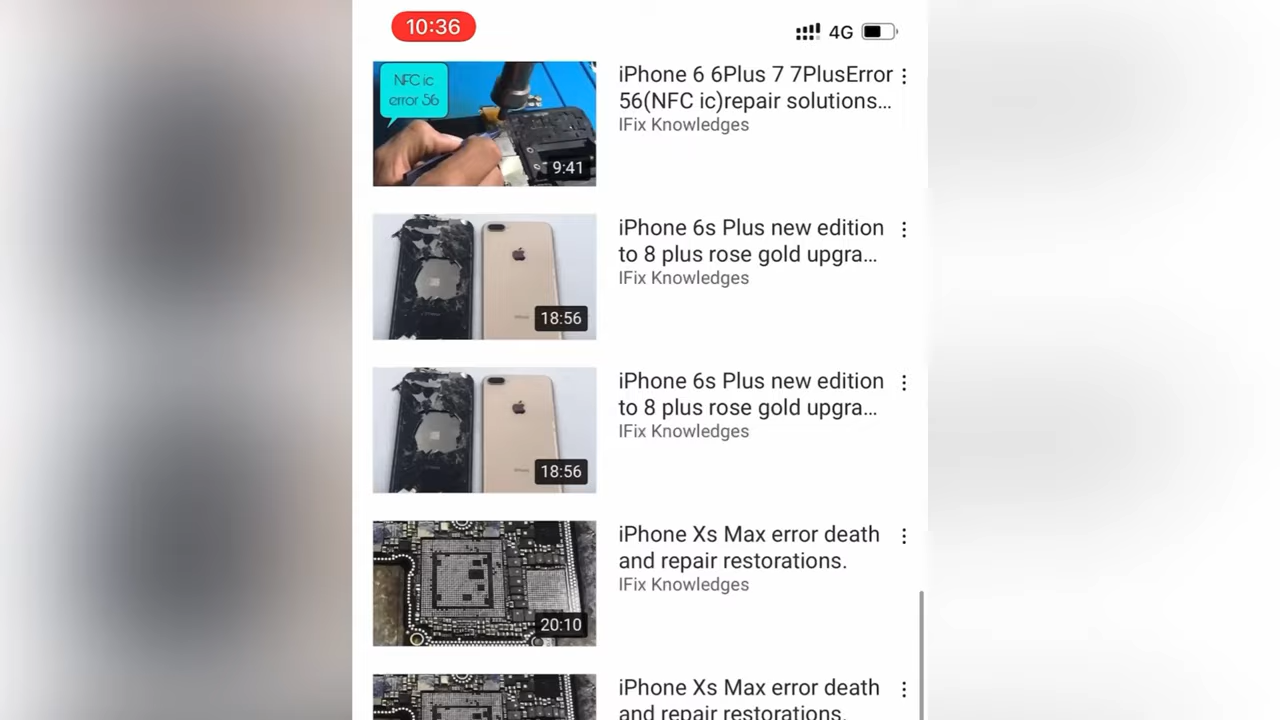 10:36
4G
NFC ic
error 56
9:41
iPhone 6 6Plus 7 7PlusError
56(NFC ic)repair solutions...
IFix Knowledges
18:56
iPhone 6s Plus new edition
to 8 plus rose gold upgra...
IFix Knowledges
18:56
iPhone 6s Plus new edition
to 8 plus rose gold upgra...
IFix Knowledges
20:10
iPhone Xs Max error death
and repair restorations.
IFix Knowledges
iPhone Xs Max error death
and repair restorations.